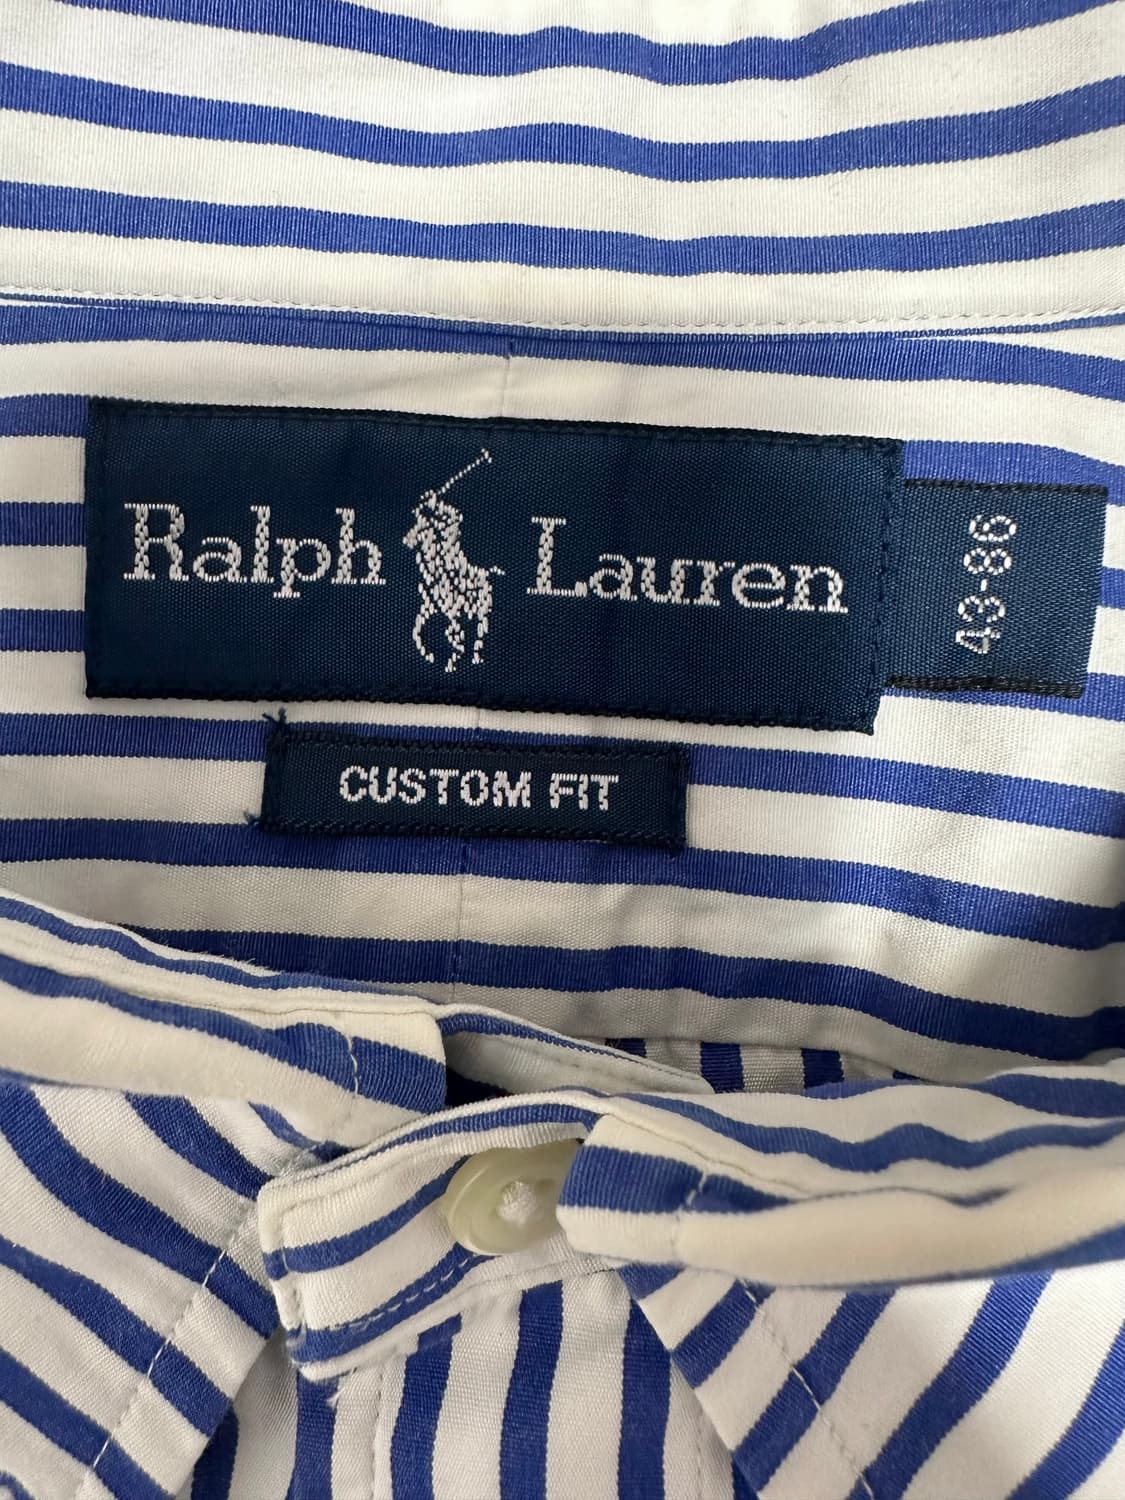 Ralph Lauren
43-86
CUSTOM FIT